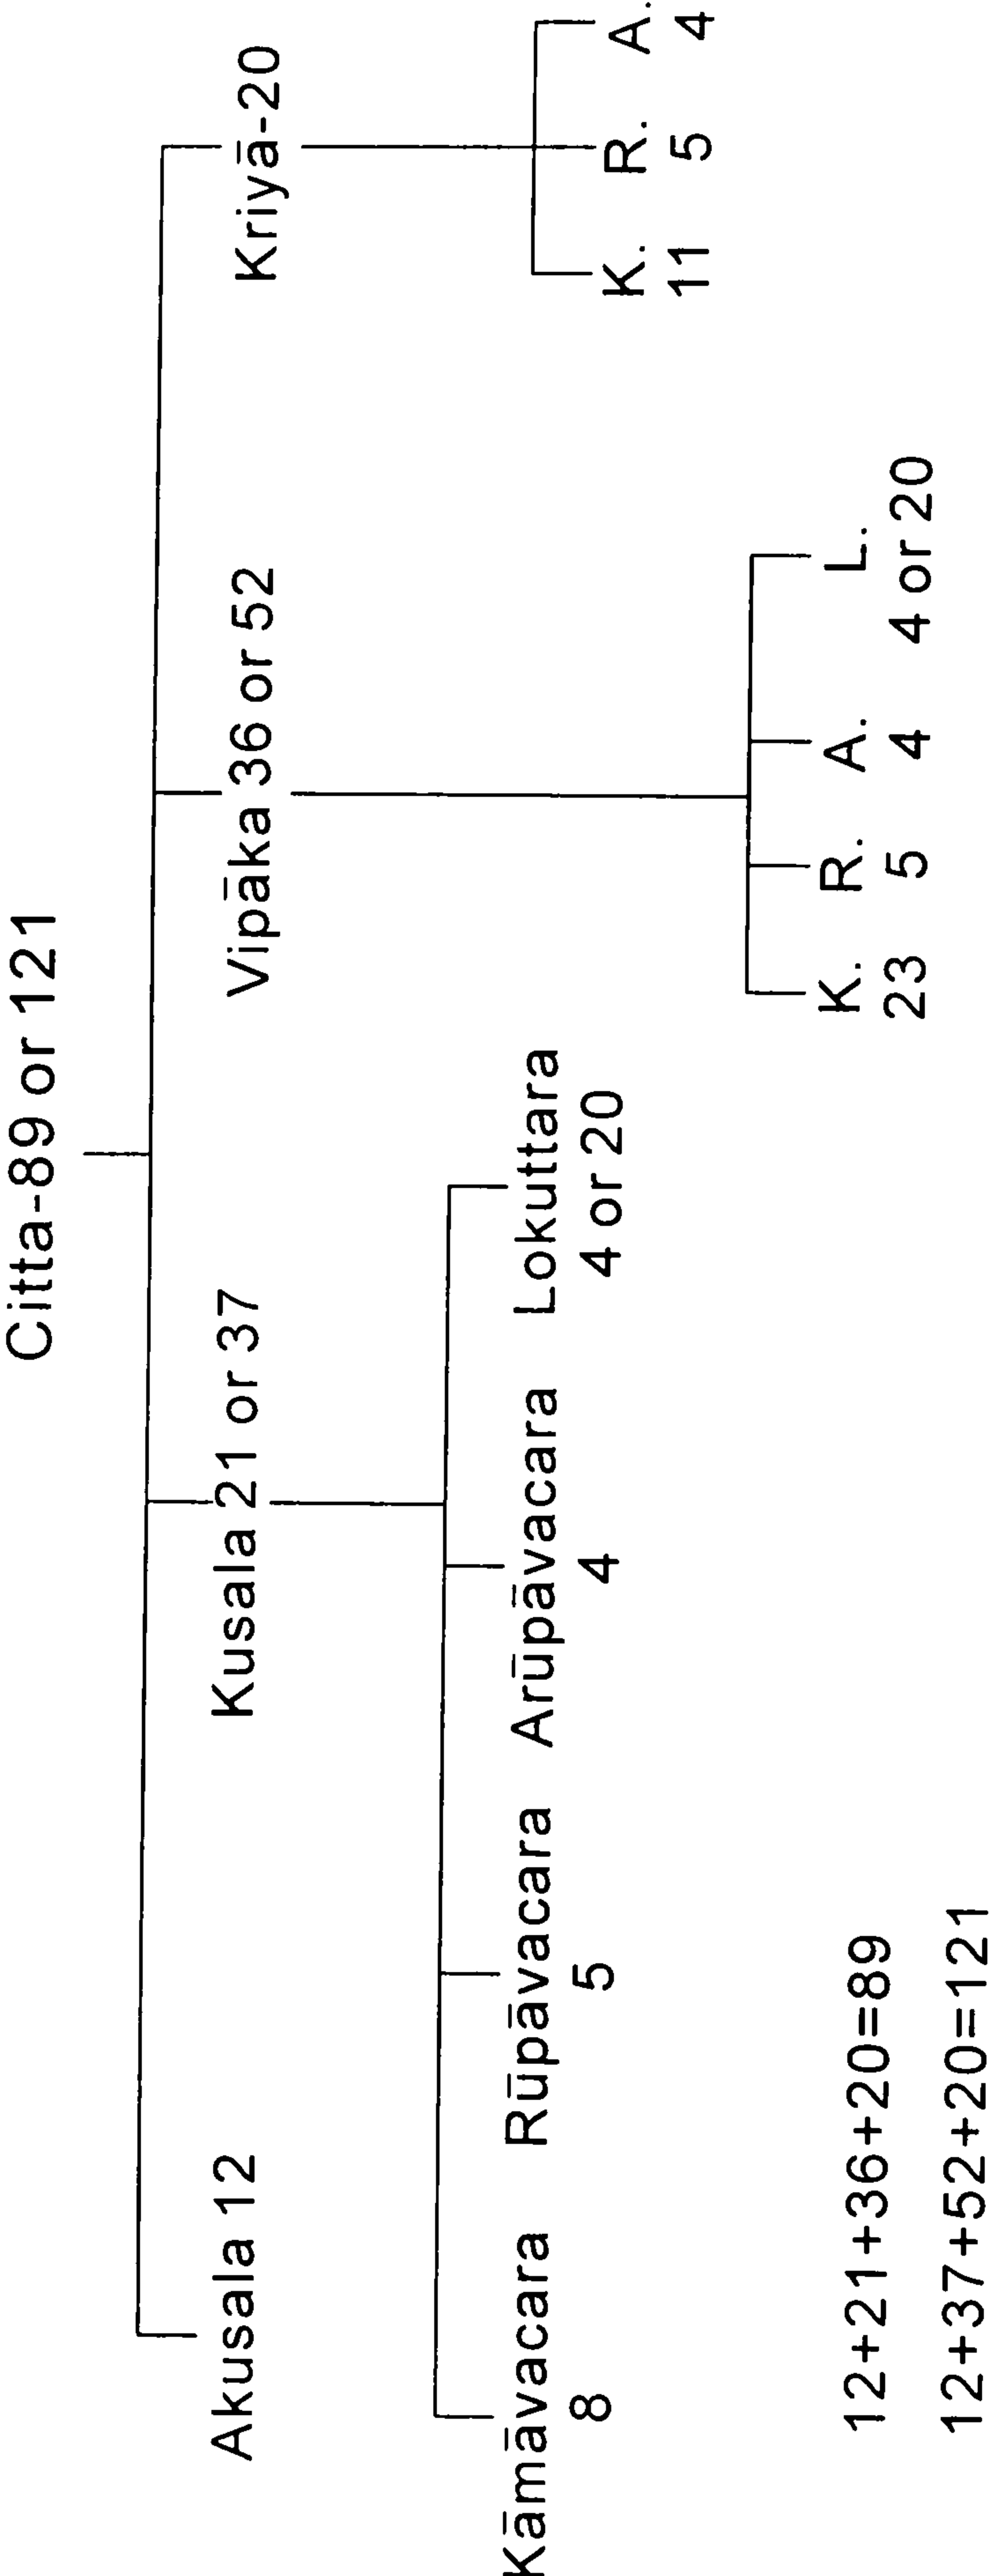 Citta-89 or 121
Akusala 12 Kusala 21 or 37 Vipāka 36 or 52 Kriyā-20
Kāmāvacara Rūpāvacara Arūpāvacara Lokuttara K. R. A.
8 5 4 4 or 20 11 5 4
K. R. A. L.
23 5 4 4 or 20
12+21+36+20=89
12+37+52+20=121